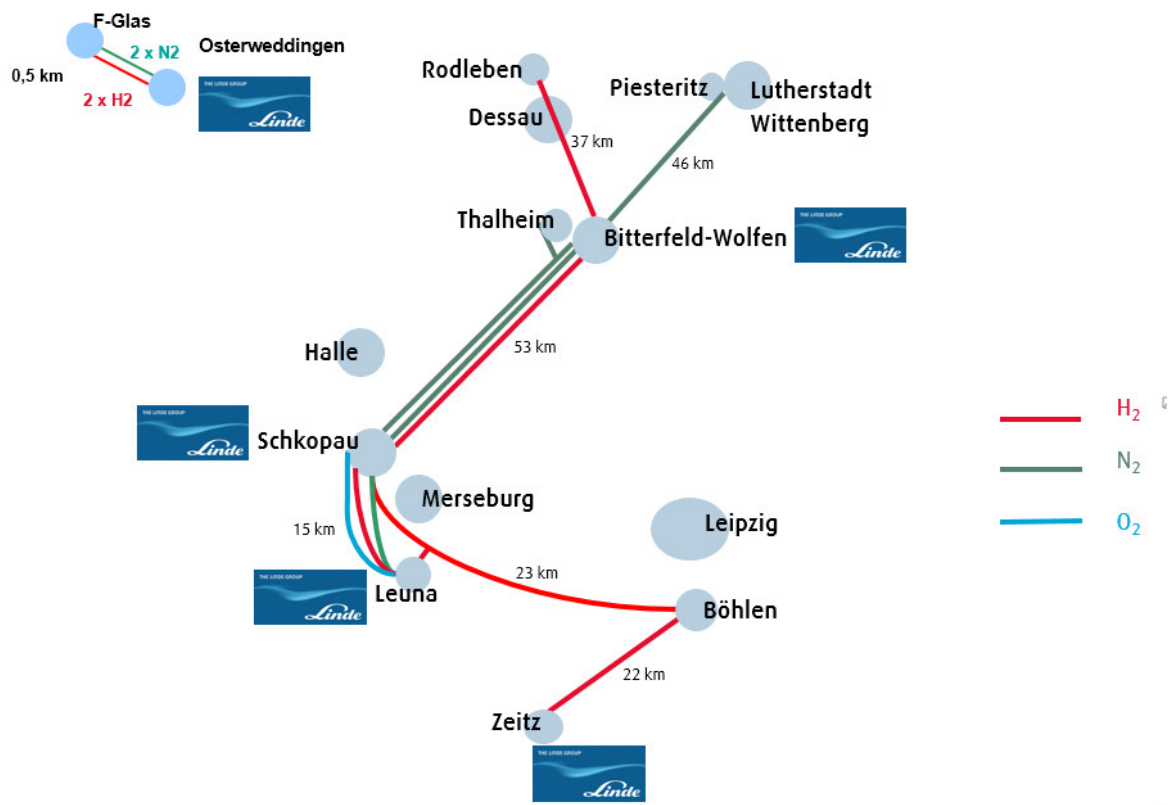 F-Glas
2 x N2
Osterweddingen
0,5 km
2 x H2
THE LINDE GROUP
Linde
Rodleben
Dessau
37 km
Piesteritz
Lutherstadt
Wittenberg
46 km
Thalheim
Bitterfeld-Wolfen
THE LINDE GROUP
Linde
53 km
Halle
THE LINDE GROUP
Linde
Schkopau
H2
N2
O2
Merseburg
Leipzig
15 km
23 km
THE LINDE GROUP
Linde
Leuna
Böhlen
22 km
Zeitz
THE LINDE GROUP
Linde